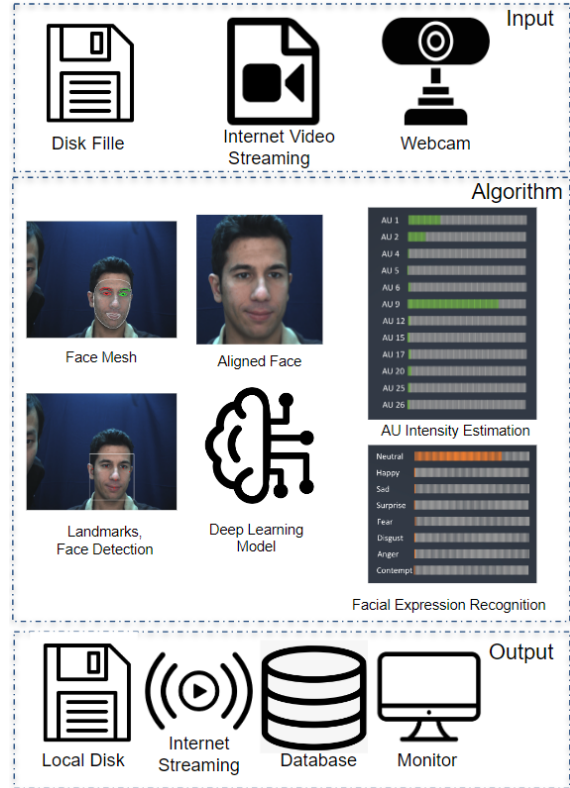 Input
Disk Fille
Internet Video
Streaming
Webcam
Algorithm
Face Mesh
Aligned Face
AU 1
AU 2
AU 4
AU 5
AU 6
AU 9
AU 12
AU 15
AU 17
AU 20
AU 25
AU 26
AU Intensity Estimation
Landmarks,
Face Detection
Deep Learning
Model
Neutral
Happy
Sad
Surprise
Fear
Disgust
Anger
Contempt
Facial Expression Recognition
Output
Local Disk
Internet
Streaming
Database
Monitor